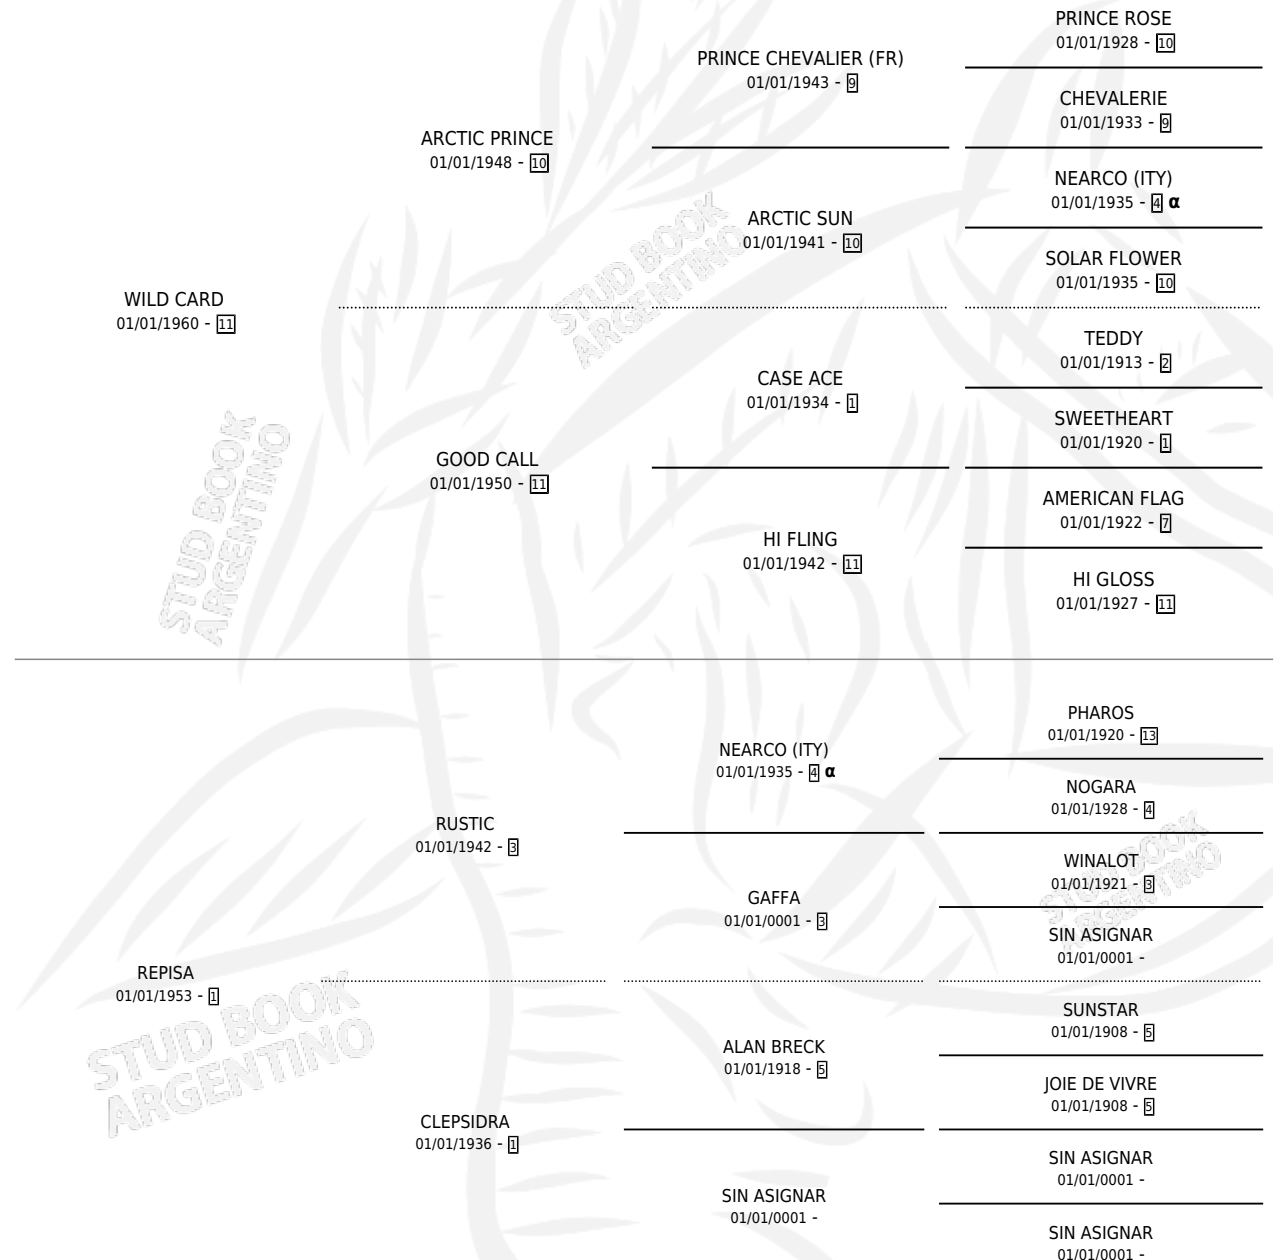 PRINCE ROSE
01/01/1928 - 10
PRINCE CHEVALIER (FR)
01/01/1943 - 9
CHEVALERIE
01/01/1933 - 9
ARCTIC PRINCE
01/01/1948 - 10
NEARCO (ITY)
01/01/1935 - 4 α
ARCTIC SUN
01/01/1941 - 10
SOLAR FLOWER
01/01/1935 - 10
STUD BOOK
ARGENTINO
WILD CARD
01/01/1960 - 11
TEDDY
01/01/1913 - 2
CASE ACE
01/01/1934 - 1
SWEETHEART
01/01/1920 - 1
GOOD CALL
01/01/1950 - 11
AMERICAN FLAG
01/01/1922 - 7
HI FLING
01/01/1942 - 11
HI GLOSS
01/01/1927 - 11
STUD BOOK
ARGENTINO
PHAROS
01/01/1920 - 13
NEARCO (ITY)
01/01/1935 - 4 α
NOGARA
01/01/1928 - 4
RUSTIC
01/01/1942 - 3
WINALOT
01/01/1921 - 3
GAFFA
01/01/0001 - 3
SIN ASIGNAR
01/01/0001 -
STUD BOOK
ARGENTINO
REPISA
01/01/1953 - 1
SUNSTAR
01/01/1908 - 5
ALAN BRECK
01/01/1918 - 5
JOIE DE VIVRE
01/01/1908 - 5
STUD BOOK
ARGENTINO
CLEPSIDRA
01/01/1936 - 1
SIN ASIGNAR
01/01/0001 -
SIN ASIGNAR
01/01/0001 -
SIN ASIGNAR
01/01/0001 -